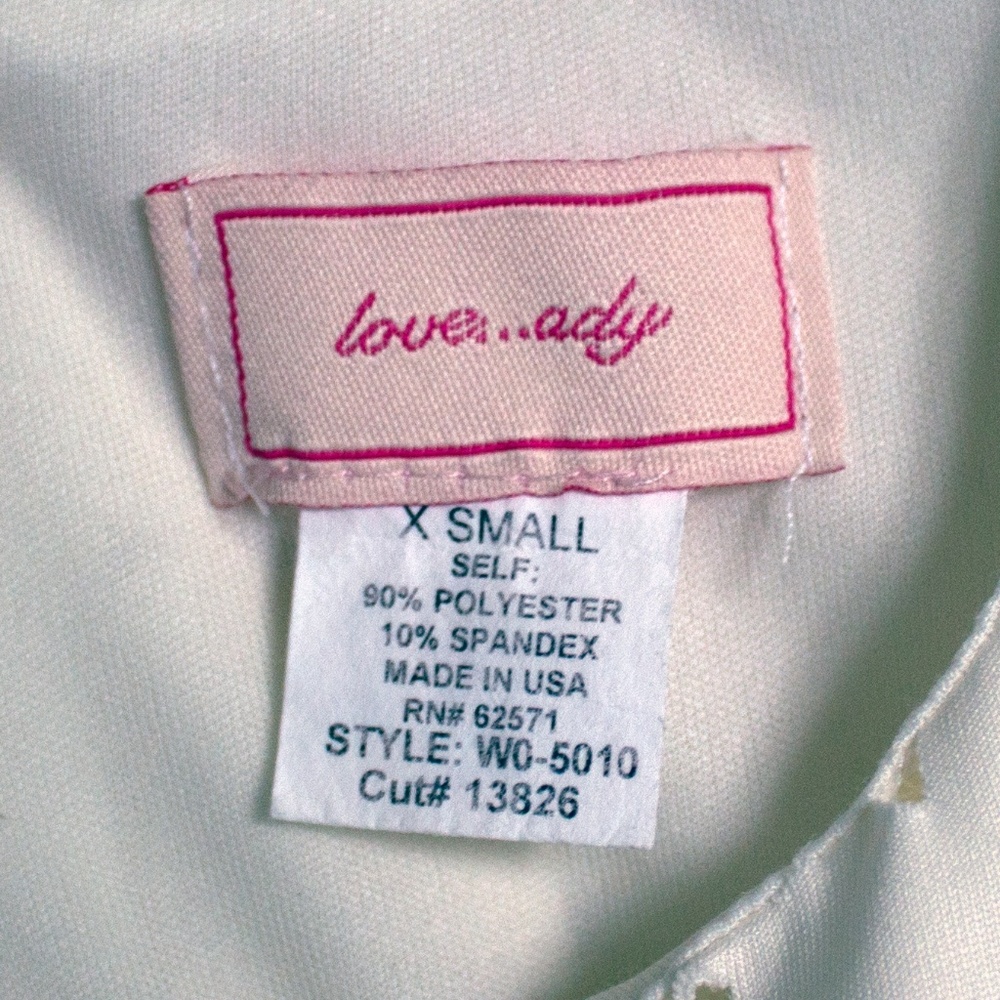 love...ady
X SMALL
SELF:
90% POLYESTER
10% SPANDEX
MADE IN USA
RN# 62571
STYLE: W0-5010
Cut# 13826